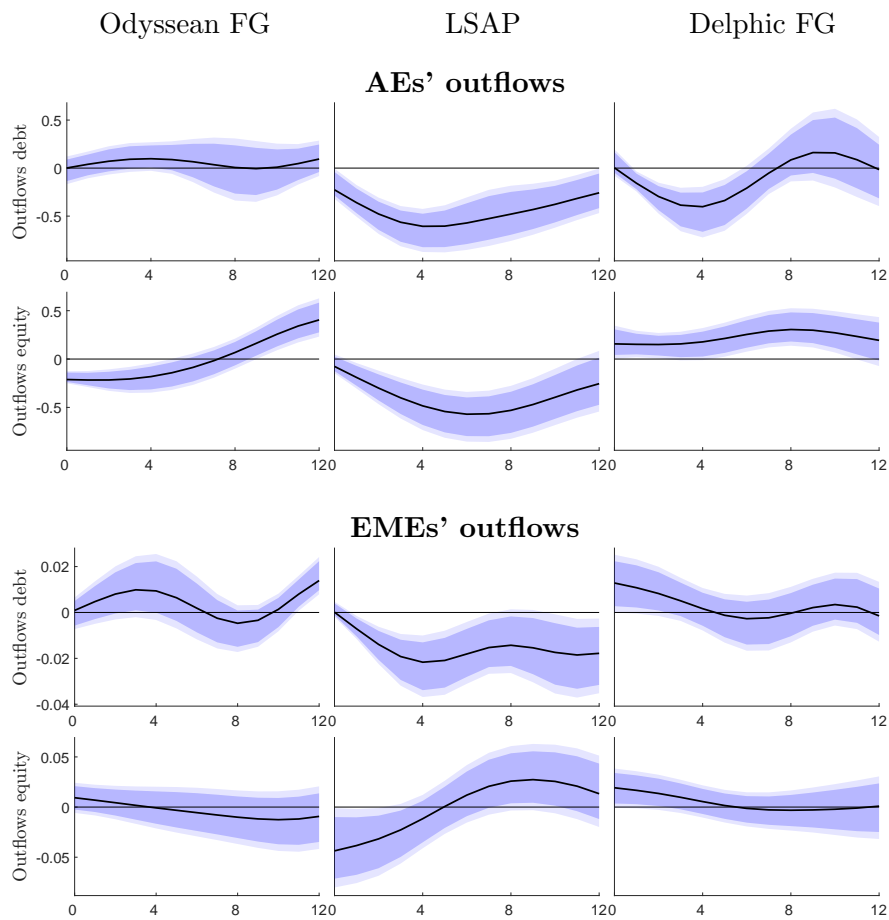 Odyssean FG LSAP Delphic FG
AEs' outflows
Outflows debt
0.5
0
-0.5
0 4 8 120 4 8 120 4 8 12
Outflows equity
0.5
0
-0.5
0 4 8 120 4 8 120 4 8 12
EMEs' outflows
Outflows debt
0.02
0
-0.02
-0.04
0 4 8 120 4 8 120 4 8 12
Outflows equity
0.05
0
-0.05
0 4 8 120 4 8 120 4 8 12